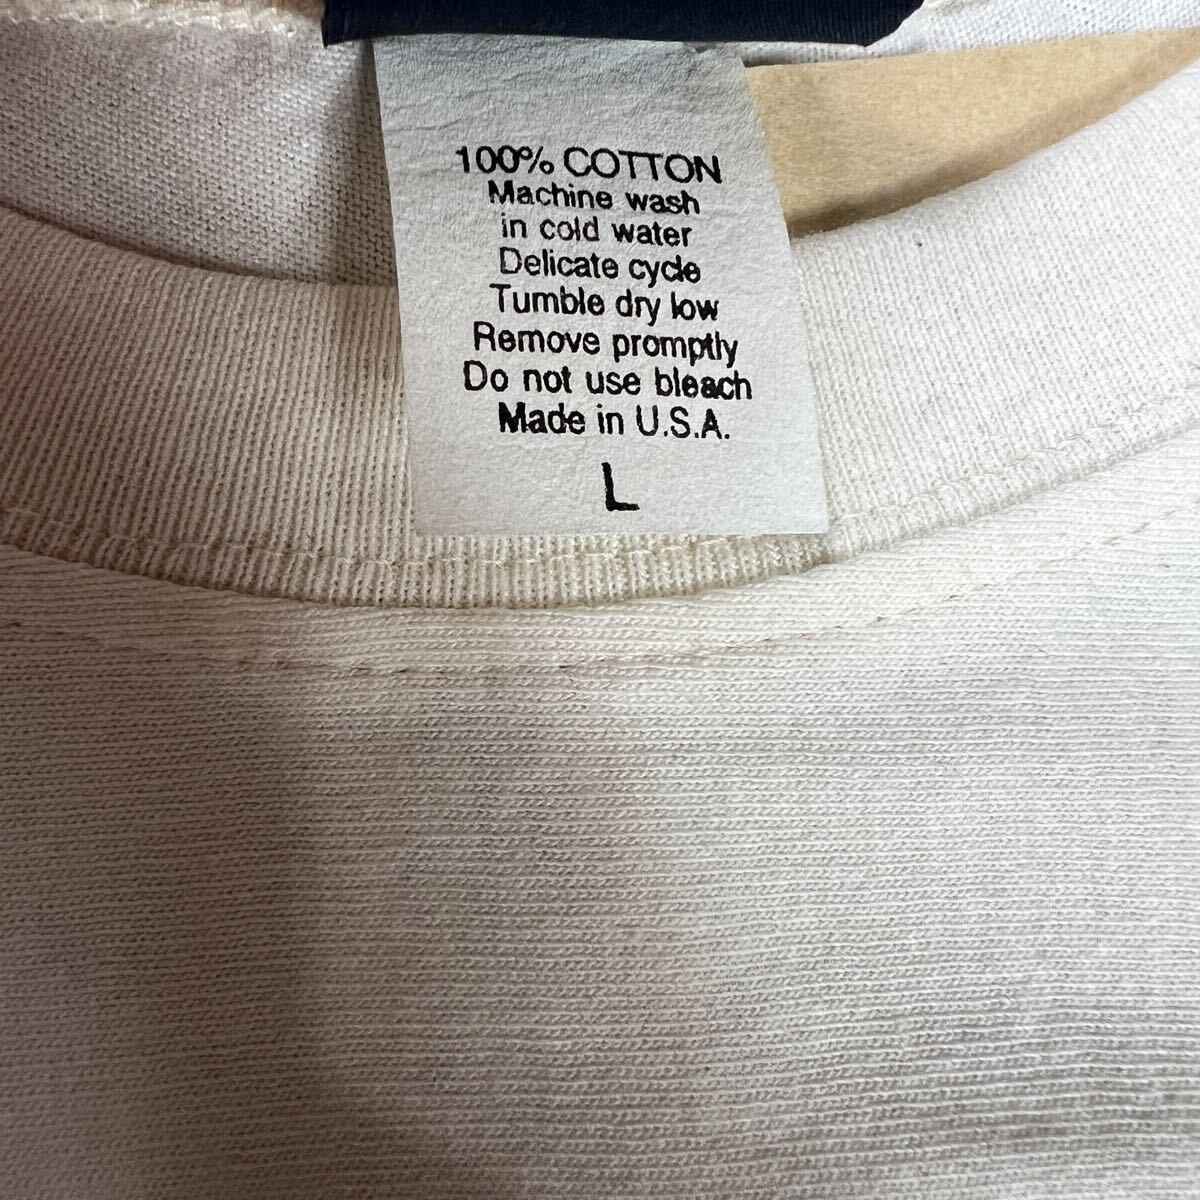 100% COTTON
Machine wash
in cold water
Delicate cycle
Tumble dry low
Remove promptly
Do not use bleach
Made in U.S.A.
L